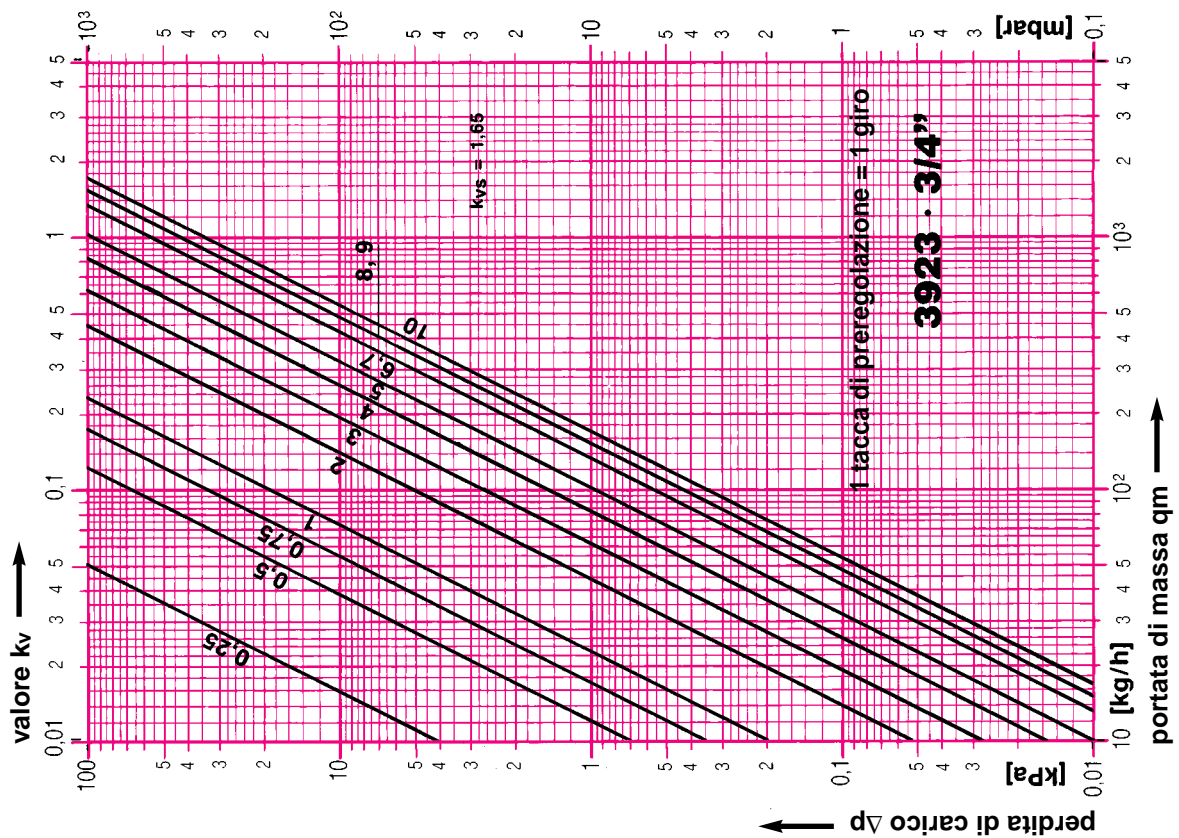 valore kv
0,01 2 3 4 5 0,1 2 3 4 5 1 2 3 4 5
100 5 4 3 2 10 5 4 3 2 1 5 4 3 2 0,1 5 4 3 0,01
[kPa]
perdita di carico Δp
10³ 5 4 3 2 10² 5 4 3 2 10 5 4 3 2 1 5 4 3 0,1
[mbar]
0,25
0,5
0,75
1
2
3
4
5
6,7
8, 9
10
kvs = 1,65
1 tacca di preregolazione = 1 giro
3923 · 3/4”
10 2 3 4 5 10² 2 3 4 5 10³ 2 3 4 5
[kg/h]
portata di massa qm